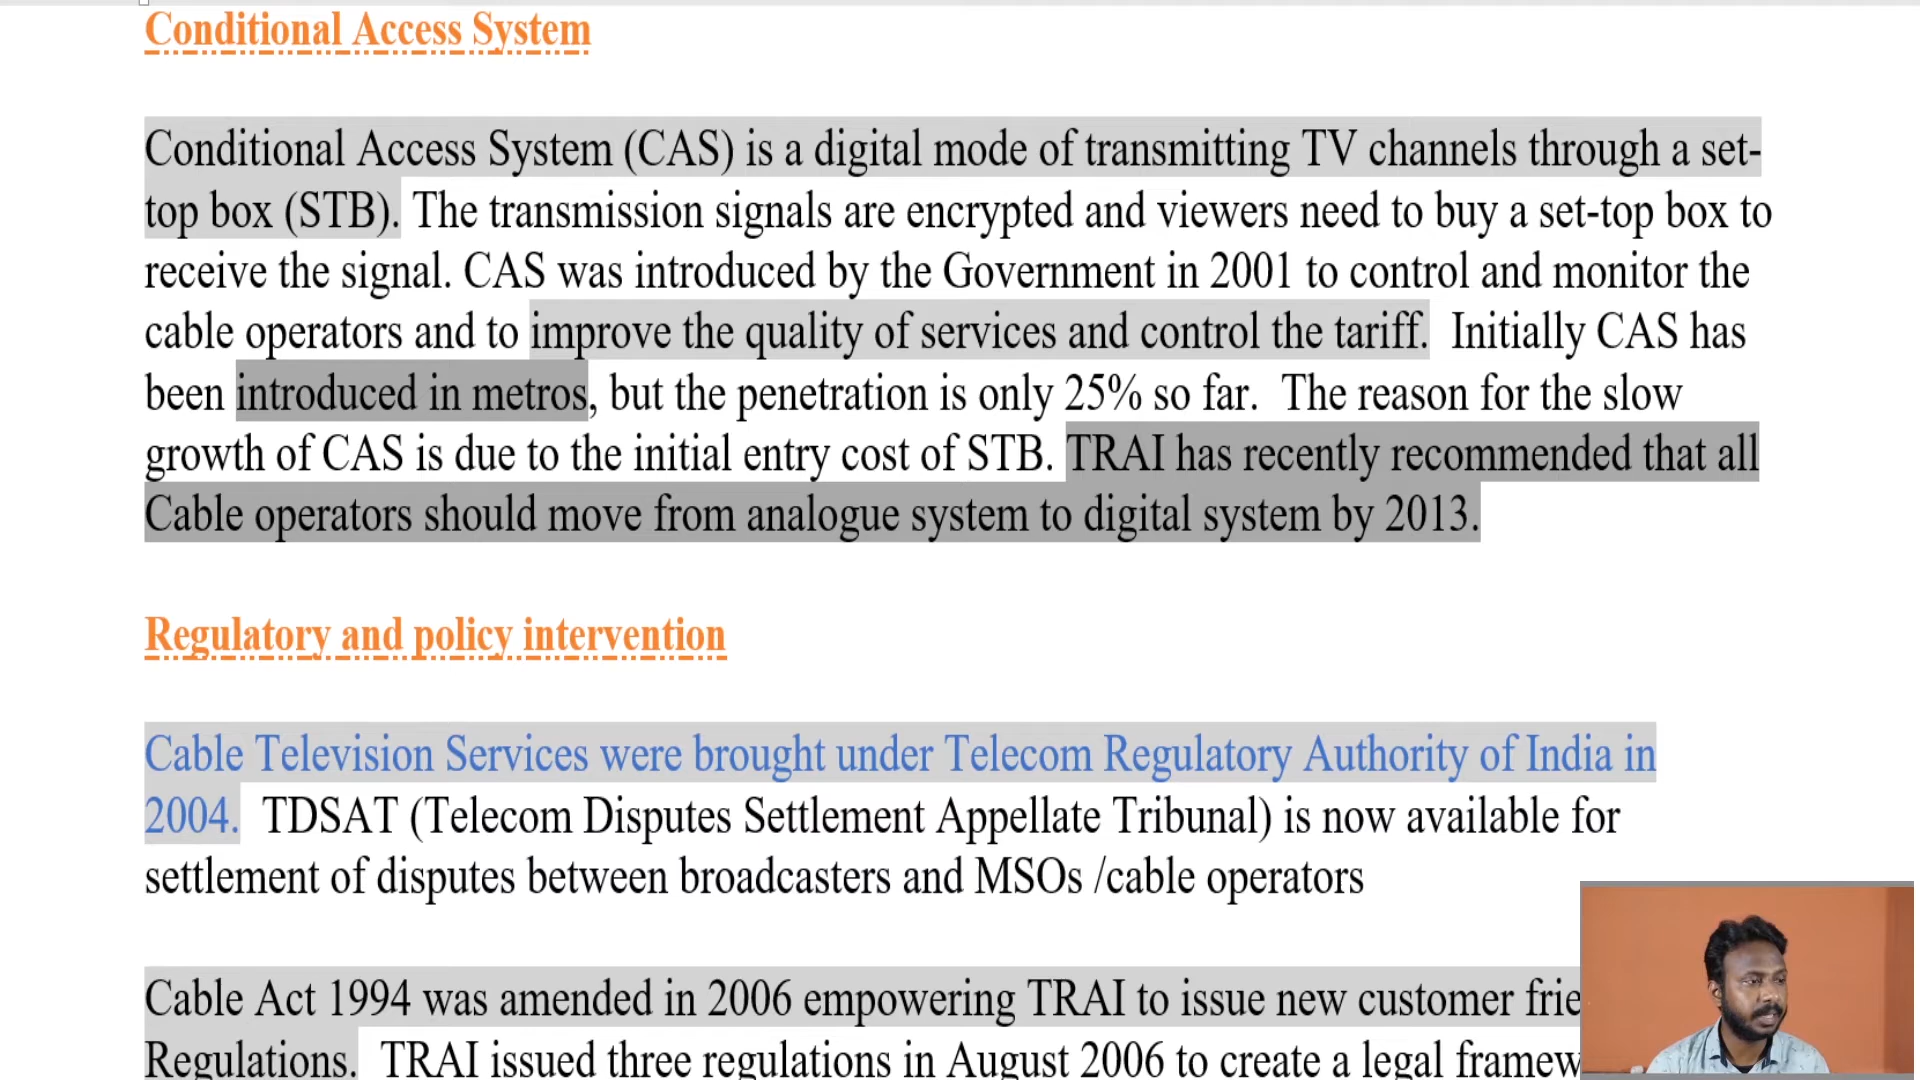 Conditional Access System
Conditional Access System (CAS) is a digital mode of transmitting TV channels through a set-
top box (STB). The transmission signals are encrypted and viewers need to buy a set-top box to
receive the signal. CAS was introduced by the Government in 2001 to control and monitor the
cable operators and to improve the quality of services and control the tariff. Initially CAS has
been introduced in metros, but the penetration is only 25% so far. The reason for the slow
growth of CAS is due to the initial entry cost of STB. TRAI has recently recommended that all
Cable operators should move from analogue system to digital system by 2013.
Regulatory and policy intervention
Cable Television Services were brought under Telecom Regulatory Authority of India in
2004. TDSAT (Telecom Disputes Settlement Appellate Tribunal) is now available for
settlement of disputes between broadcasters and MSOs /cable operators
Cable Act 1994 was amended in 2006 empowering TRAI to issue new customer
Regulations. TRAI issued three regulations in August 2006 to create a legal